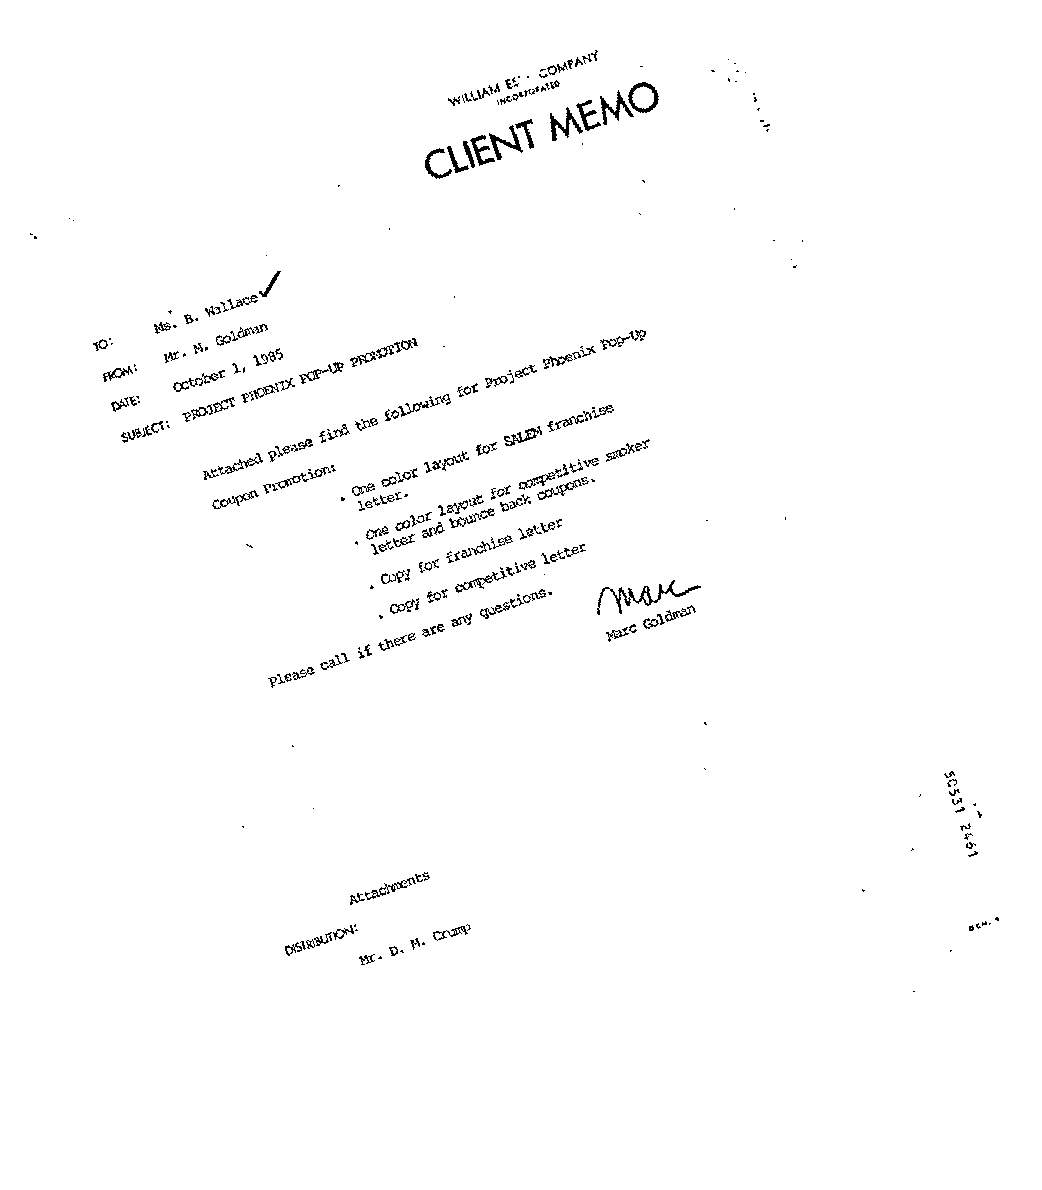 WILLIAM ES COMPANY
INCORPORATED
CLIENT MEMO
TO: Ms. B. Wallace
FROM: Mr. M. Goldman
DATE: October 1, 1985
SUBJECT: PROJECT PHOENIX POP-UP PROMOTION
Attached please find the following for Project Phoenix Pop-Up
Coupon Promotion:
. One color layout for SALEM franchise
letter.
. One color layout for competitive smoker
letter and bounce back coupons.
. Copy for franchise letter
. Copy for competitive letter
Please call if there are any questions.
Marc
Marc Goldman
Attachments
DISTRIBUTION:
Mr. D. M. Crump
50531 2461